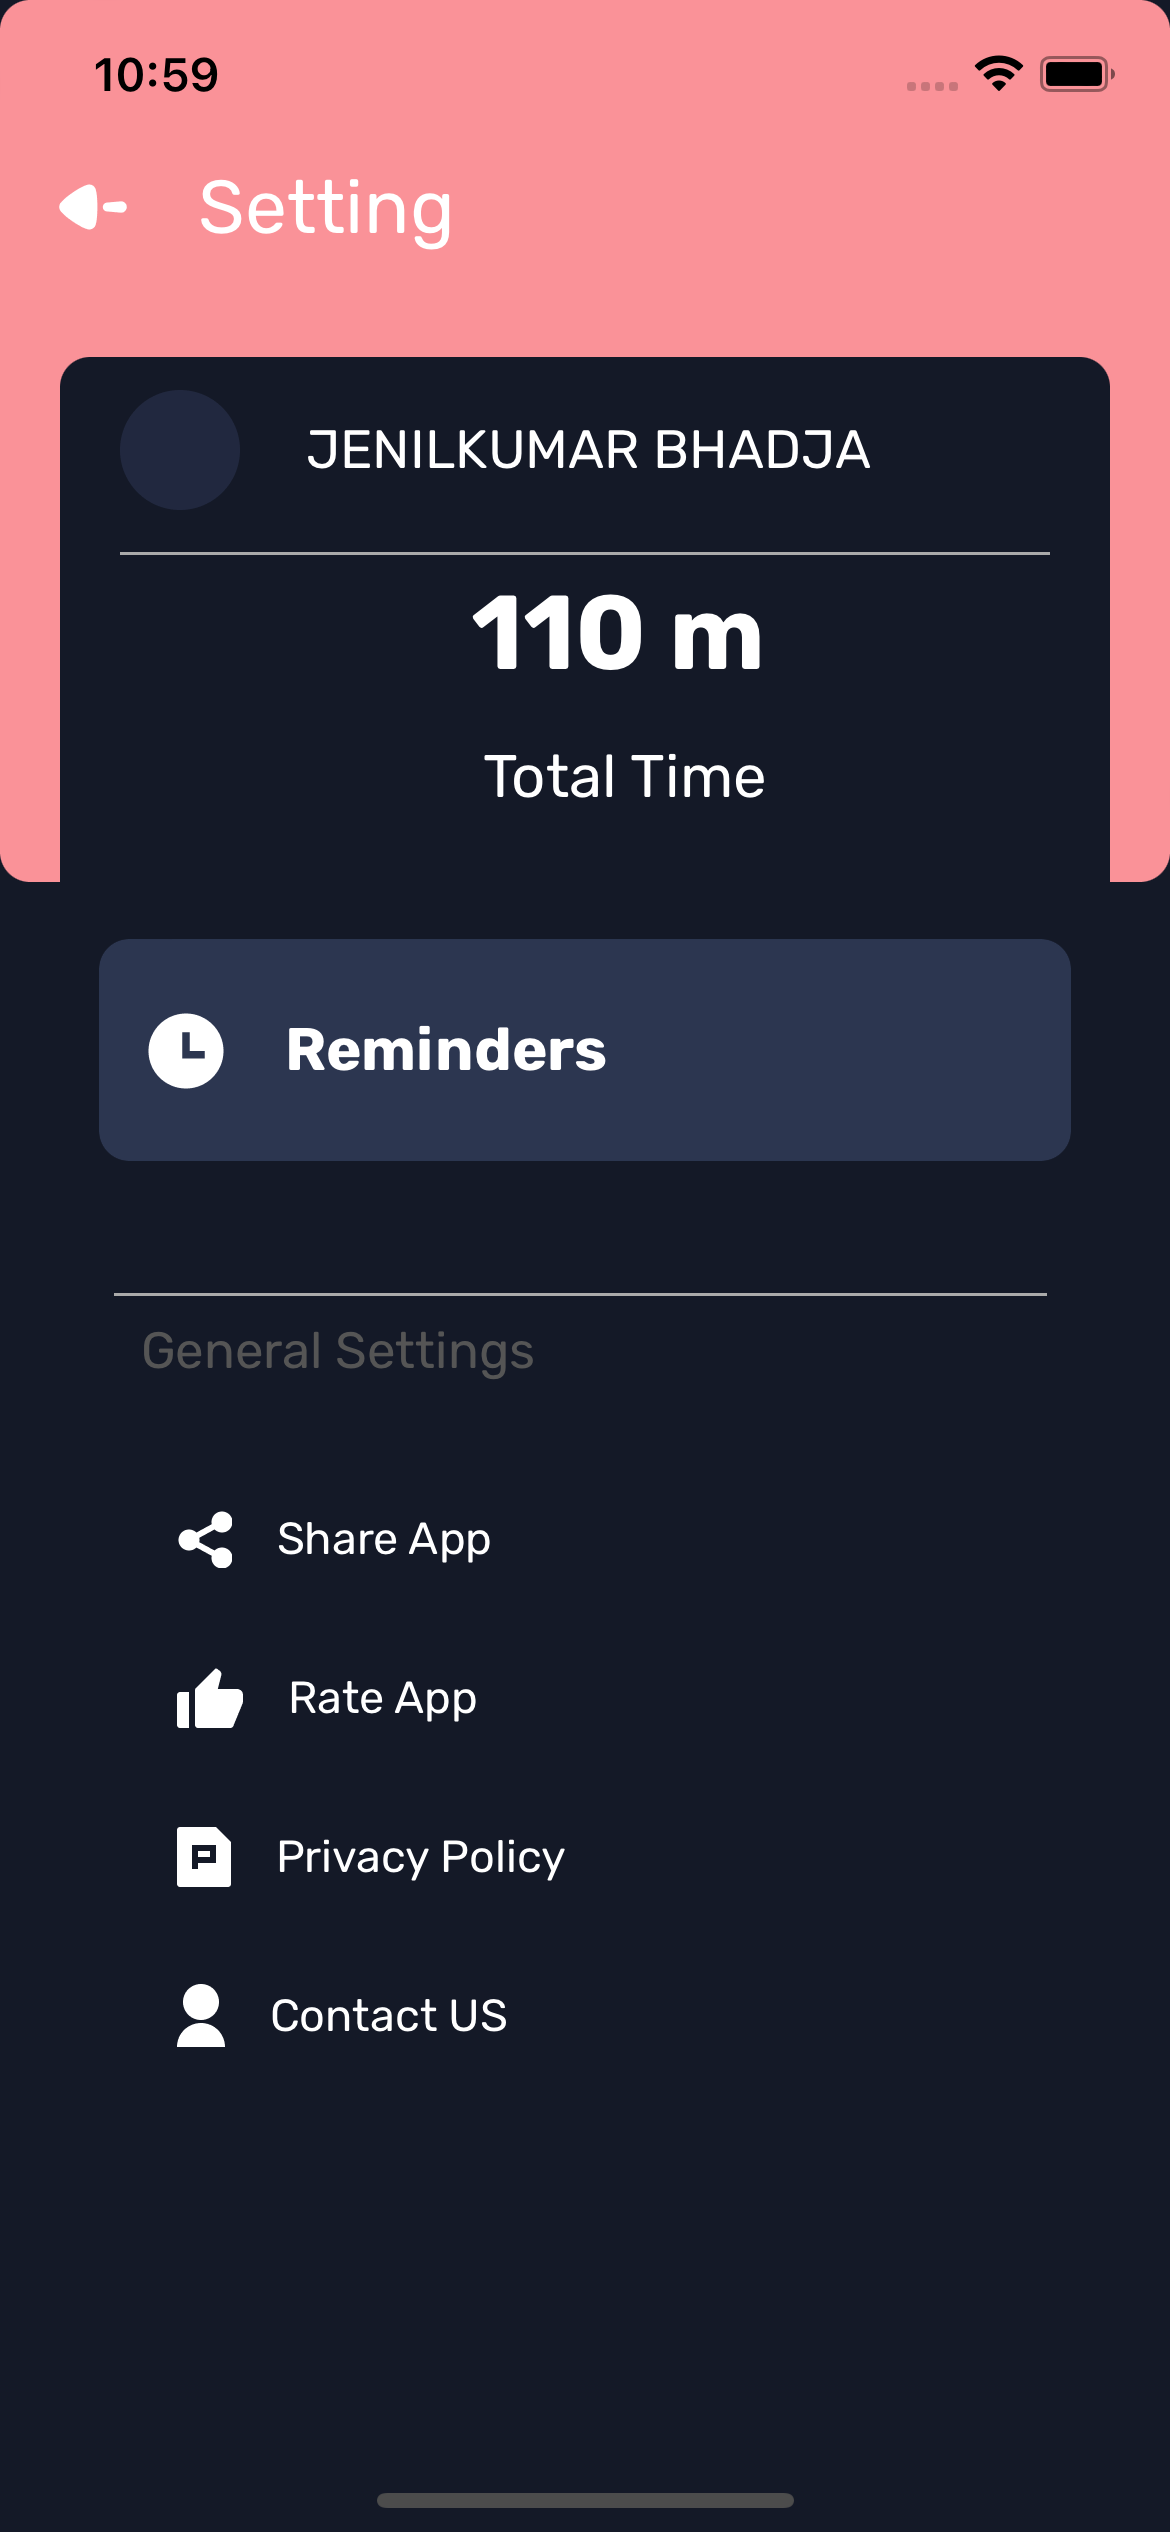 10:59
Setting
JENILKUMAR BHADJA
110 m
Total Time
Reminders
General Settings
Share App
Rate App
Privacy Policy
Contact US